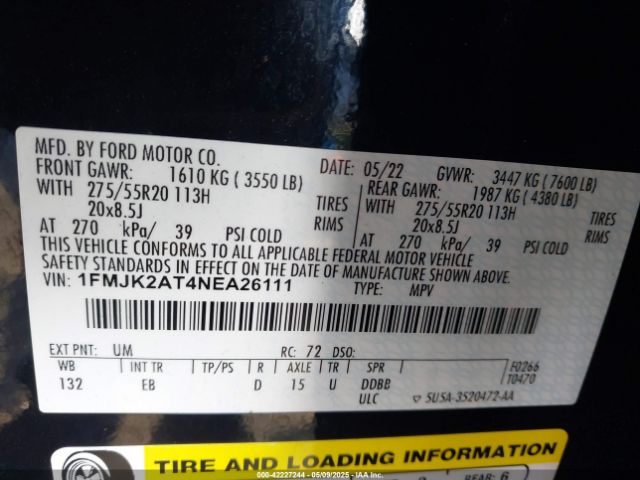 MFD. BY FORD MOTOR CO.
DATE: 05/22 GVWR: 3447 KG ( 7600 LB)
FRONT GAWR: 1610 KG ( 3550 LB) REAR GAWR: 1987 KG ( 4380 LB)
WITH 275/55R20 113H TIRES WITH 275/55R20 113H TIRES
20x8.5J RIMS 20x8.5J RIMS
AT 270 kPa/ 39 PSI COLD AT 270 kPa/ 39 PSI COLD
THIS VEHICLE CONFORMS TO ALL APPLICABLE FEDERAL MOTOR VEHICLE
SAFETY STANDARDS IN EFFECT ON THE DATE OF MANUFACTURE SHOWN ABOVE.
VIN: 1FMJK2AT4NEA26111 TYPE: MPV
EXT PNT: UM RC: 72 DSO:
WB INT TR TP/PS R AXLE TR SPR F0266
132 EB D 15 U DDBB T0470
ULC ▽ SU5A-3520472-AA
TIRE AND LOADING INFORMATION
REAR: 6
000-42227244 - 05/09/2025 - IAA, Inc.